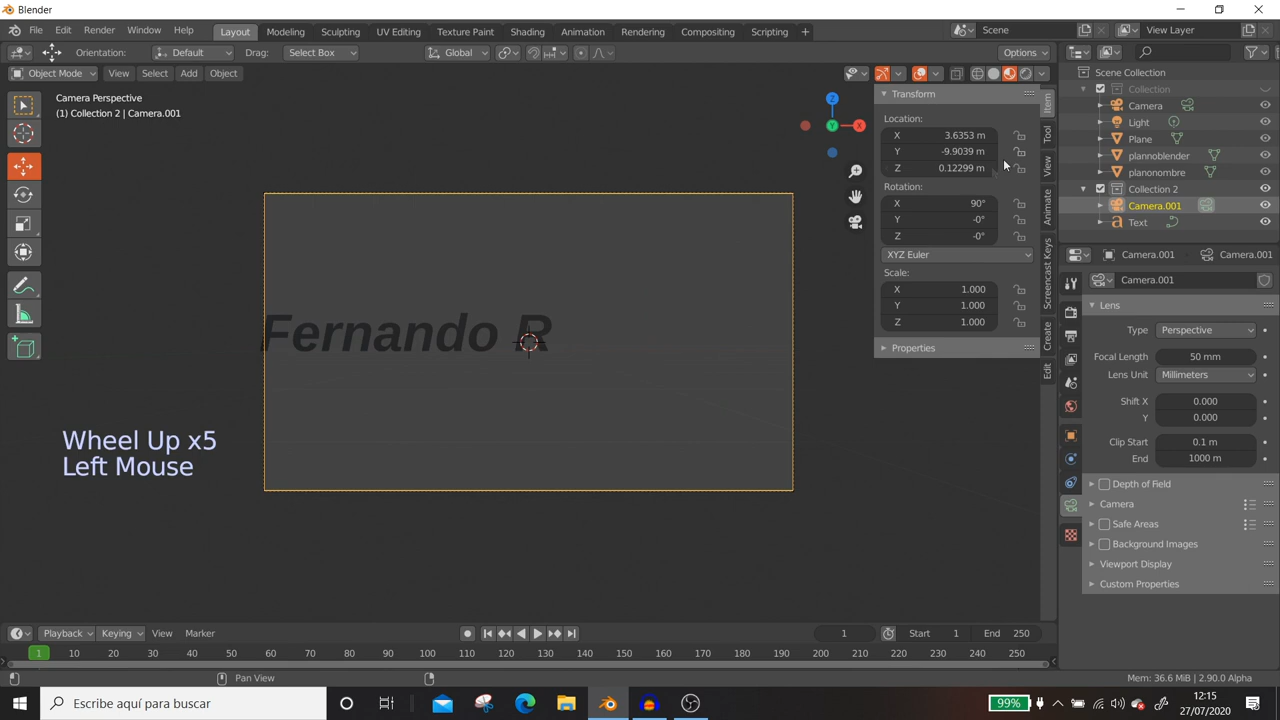 Blender
File Edit Render Window Help
Layout Modeling Sculpting UV Editing Texture Paint Shading Animation Rendering Compositing Scripting +
Scene
View Layer
Orientation: Default Drag: Select Box Global Options
Object Mode View Select Add Object
Camera Perspective
(1) Collection 2 | Camera.001
Z
Y
X
Fernando R
Wheel Up x5
Left Mouse
Transform
Location:
X 3.6353 m
Y -9.9039 m
Z 0.12299 m
Rotation:
X 90°
Y -0°
Z -0°
XYZ Euler
Scale:
X 1.000
Y 1.000
Z 1.000
Properties
Item
Tool
View
Animate
Screencast Keys
Create
Edit
Scene Collection
Collection
Camera
Light
Plane
plannoblender
planonombre
Collection 2
Camera.001
Text
Camera.001 Camera.001
Camera.001
Lens
Type Perspective
Focal Length 50 mm
Lens Unit Millimeters
Shift X 0.000
Y 0.000
Clip Start 0.1 m
End 1000 m
Depth of Field
Camera
Safe Areas
Background Images
Viewport Display
Custom Properties
Playback Keying View Marker
1 Start 1 End 250
1 10 20 30 40 50 60 70 80 90 100 110 120 130 140 150 160 170 180 190 200 210 220 230 240 250
Pan View
Mem: 36.6 MiB | 2.90.0 Alpha
Escribe aquí para buscar
99%
12:15
27/07/2020